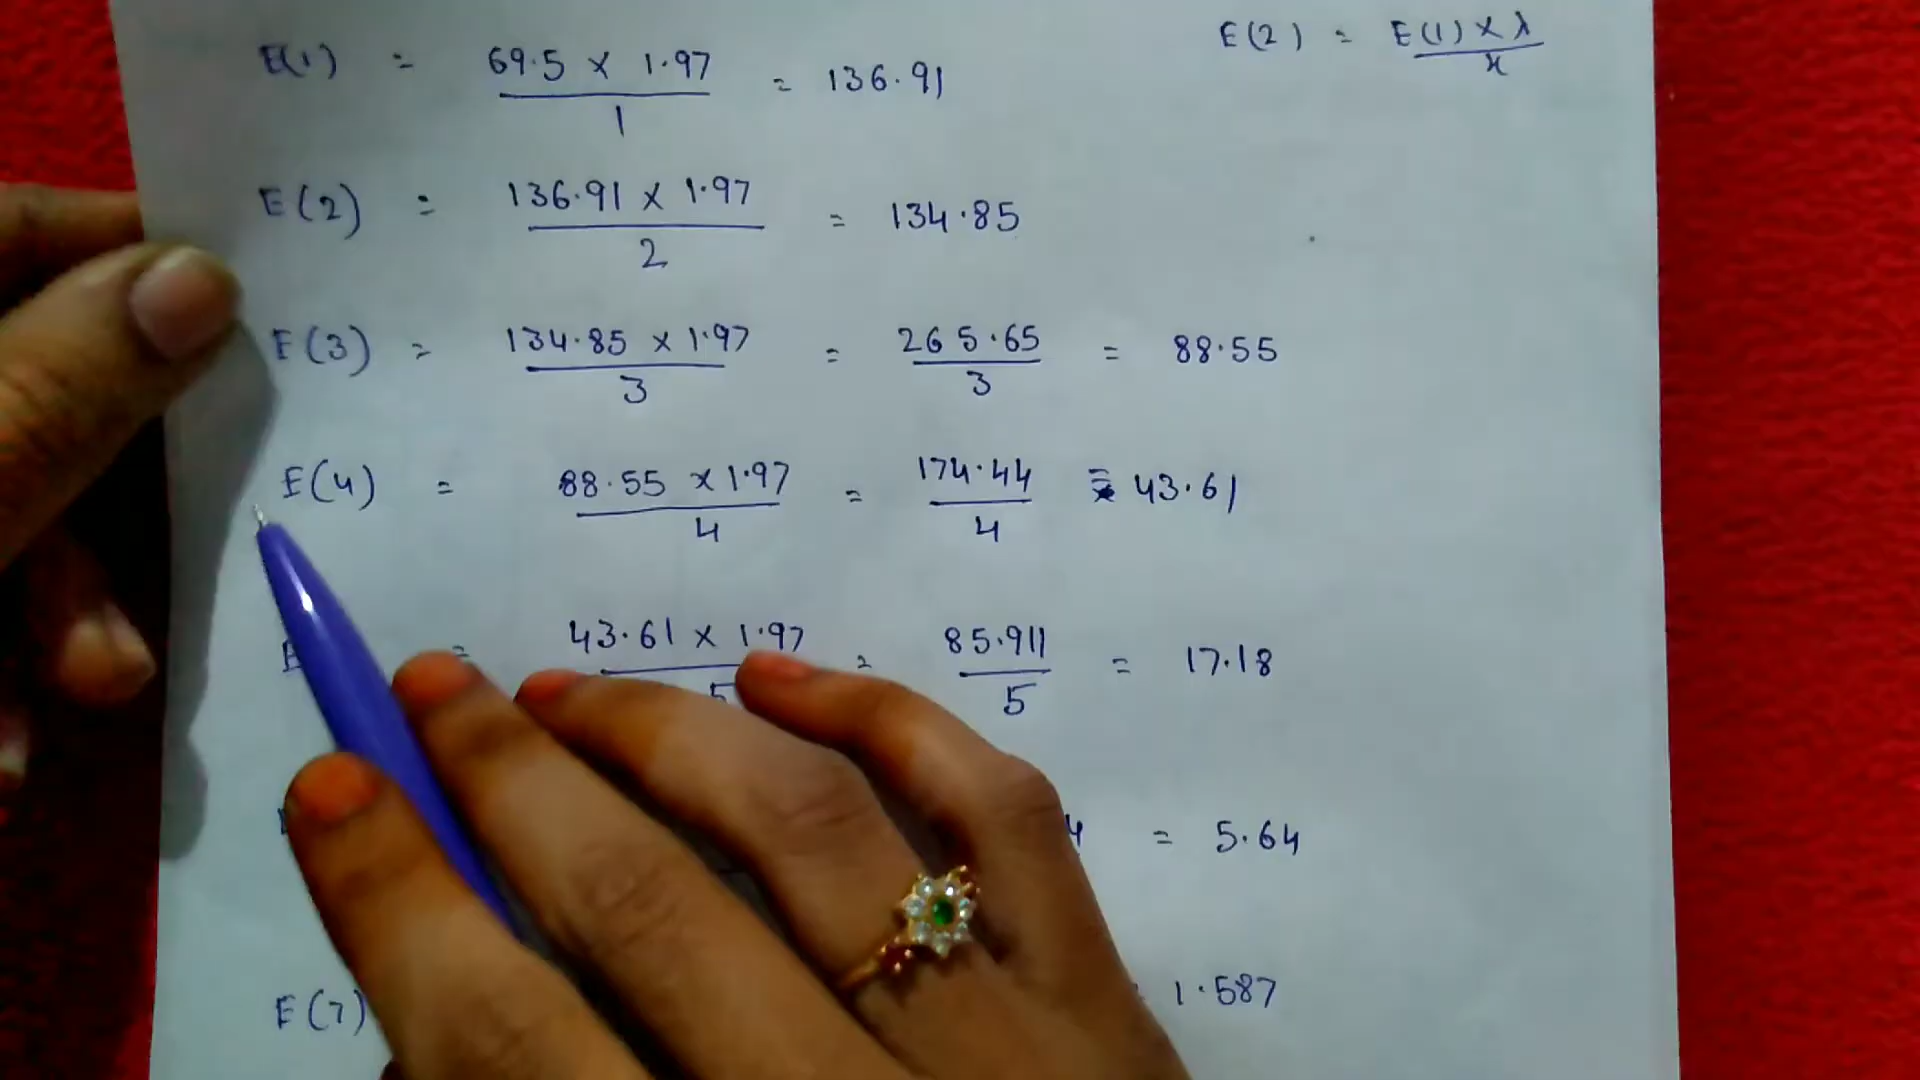 E(1) = 69.5 × 1.97 / 1 = 136.91
E(2) = E(1) × λ / x
E(2) = 136.91 × 1.97 / 2 = 134.85
E(3) = 134.85 × 1.97 / 3 = 265.65 / 3 = 88.55
E(4) = 88.55 × 1.97 / 4 = 174.44 / 4 = 43.61
E = 43.61 × 1.97 / 5 = 85.911 / 5 = 17.18
4 = 5.64
E(7) 1.587